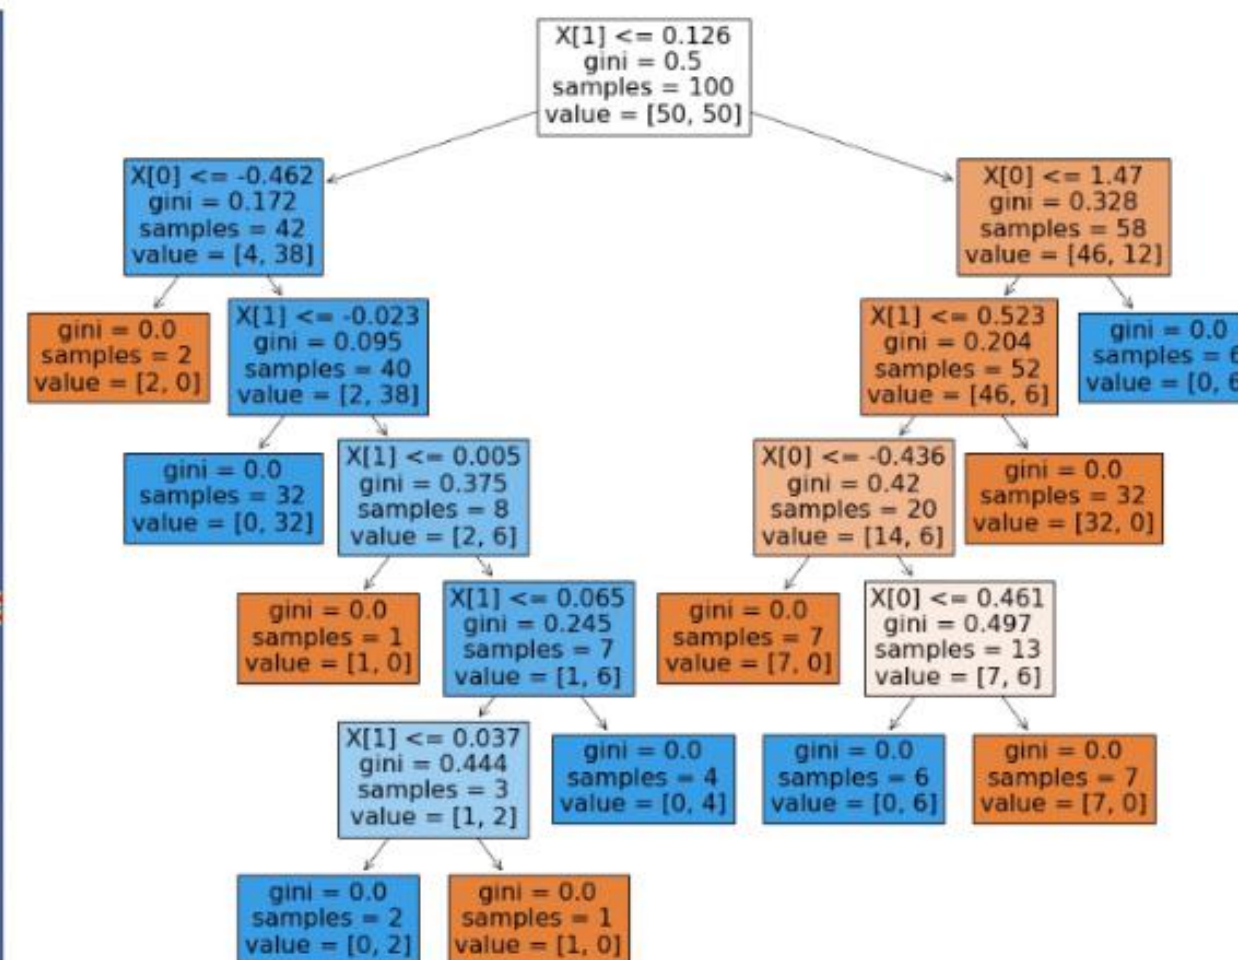 X[1] <= 0.126
gini = 0.5
samples = 100
value = [50, 50]
X[0] <= -0.462
gini = 0.172
samples = 42
value = [4, 38]
X[0] <= 1.47
gini = 0.328
samples = 58
value = [46, 12]
gini = 0.0
samples = 2
value = [2, 0]
X[1] <= -0.023
gini = 0.095
samples = 40
value = [2, 38]
X[1] <= 0.523
gini = 0.204
samples = 52
value = [46, 6]
gini = 0.0
samples = 6
value = [0, 6
gini = 0.0
samples = 32
value = [0, 32]
X[1] <= 0.005
gini = 0.375
samples = 8
value = [2, 6]
X[0] <= -0.436
gini = 0.42
samples = 20
value = [14, 6]
gini = 0.0
samples = 32
value = [32, 0]
gini = 0.0
samples = 1
value = [1, 0]
X[1] <= 0.065
gini = 0.245
samples = 7
value = [1, 6]
gini = 0.0
samples = 7
value = [7, 0]
X[0] <= 0.461
gini = 0.497
samples = 13
value = [7, 6]
X[1] <= 0.037
gini = 0.444
samples = 3
value = [1, 2]
gini = 0.0
samples = 4
value = [0, 4]
gini = 0.0
samples = 6
value = [0, 6]
gini = 0.0
samples = 7
value = [7, 0]
gini = 0.0
samples = 2
value = [0, 2]
gini = 0.0
samples = 1
value = [1, 0]